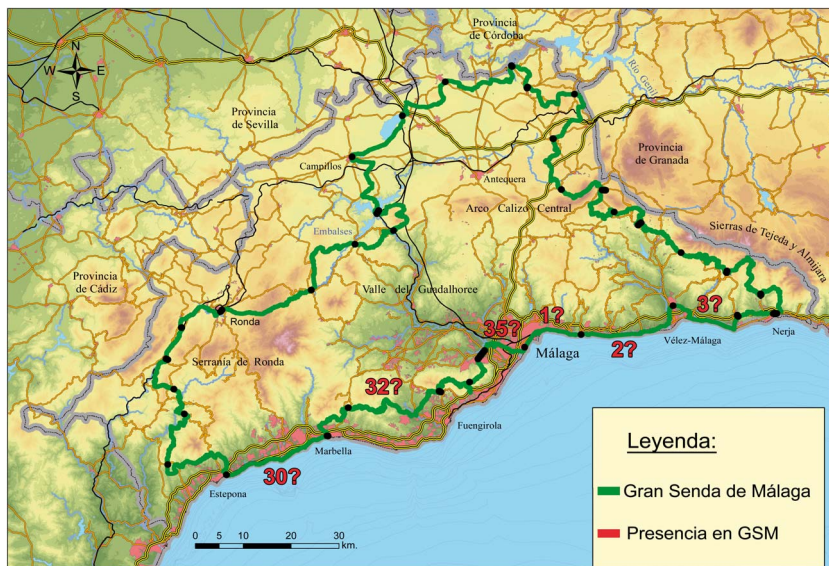 Provincia
de Córdoba
N
W E
S
Río Genil
Provincia
de Sevilla
Provincia
de Granada
Campillos
Antequera
Arco Calizo Central
Embalses
Sierras de Tejeda y Almijara
Provincia
de Cádiz
Valle del Guadalhorce
Ronda
3?
35?
1?
Nerja
Málaga
2?
Vélez-Málaga
Serranía de Ronda
32?
Fuengirola
Marbella
30?
Estepona
Leyenda:
Gran Senda de Málaga
Presencia en GSM
0 5 10 20 30
km.